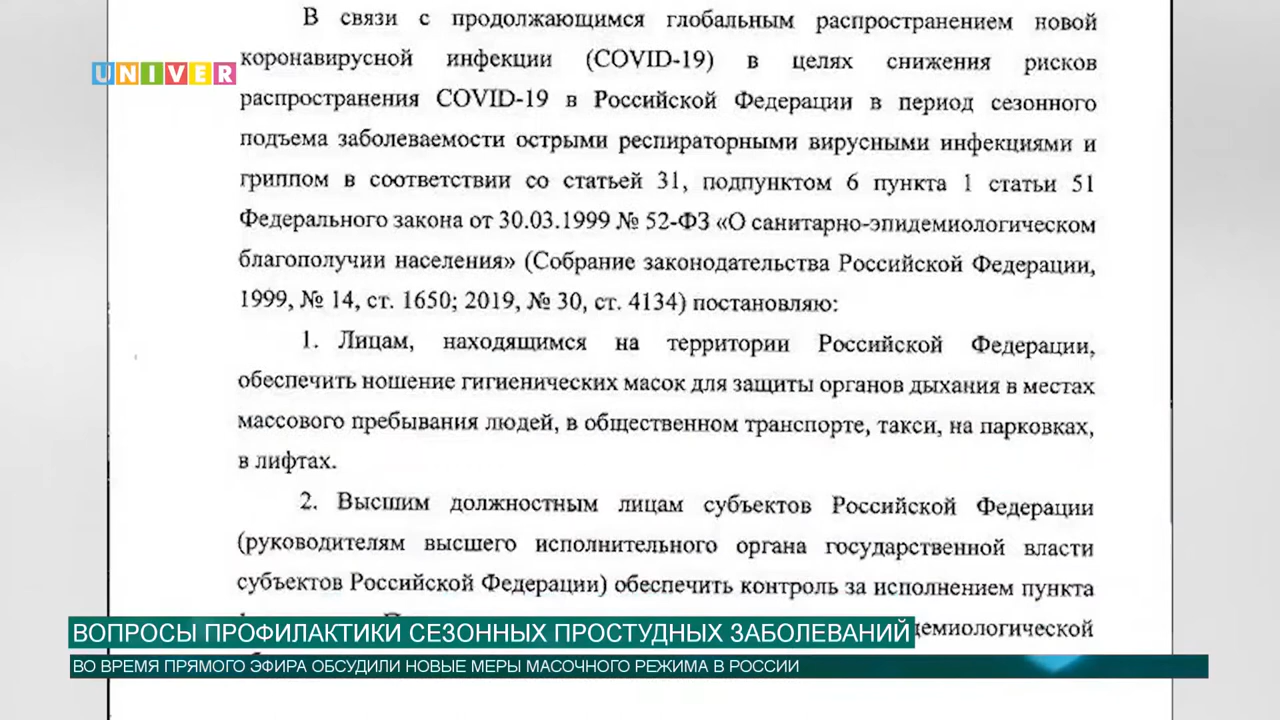 В связи с продолжающимся глобальным распространением новой
UNIVER
коронавирусной инфекции (COVID-19) в целях снижения рисков
распространения COVID-19 в Российской Федерации в период сезонного
подъема заболеваемости острыми респираторными вирусными инфекциями и
гриппом в соответствии со статьей 31, подпунктом 6 пункта 1 статьи 51
Федерального закона от 30.03.1999 № 52-ФЗ «О санитарно-эпидемиологическом
благополучии населения» (Собрание законодательства Российской Федерации,
1999, № 14, ст. 1650; 2019, № 30, ст. 4134) постановляю:
1. Лицам, находящимся на территории Российской Федерации,
обеспечить ношение гигиенических масок для защиты органов дыхания в местах
массового пребывания людей, в общественном транспорте, такси, на парковках,
в лифтах.
2. Высшим должностным лицам субъектов Российской Федерации
(руководителям высшего исполнительного органа государственной власти
субъектов Российской Федерации) обеспечить контроль за исполнением пункта
ВОПРОСЫ ПРОФИЛАКТИКИ СЕЗОННЫХ ПРОСТУДНЫХ ЗАБОЛЕВАНИЙ
ВО ВРЕМЯ ПРЯМОГО ЭФИРА ОБСУДИЛИ НОВЫЕ МЕРЫ МАСОЧНОГО РЕЖИМА В РОССИИ